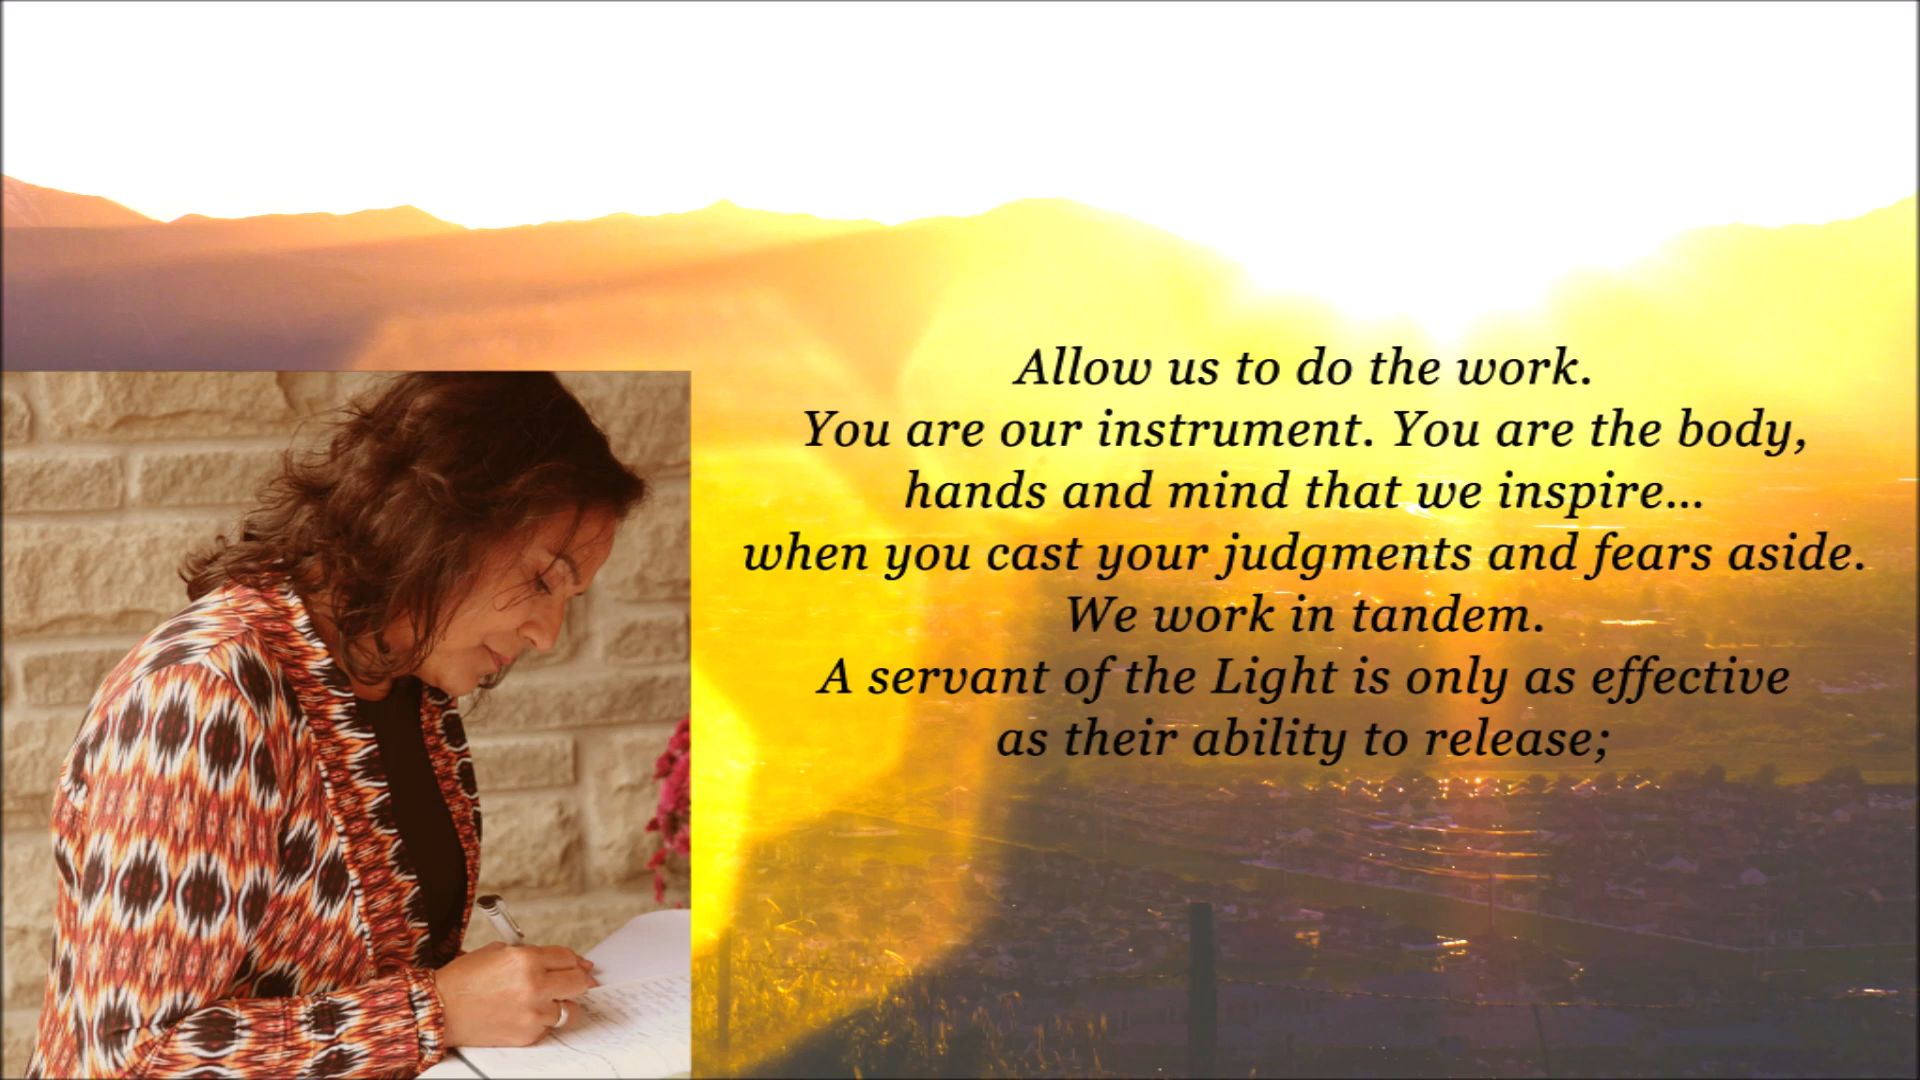 Allow us to do the work.
You are our instrument. You are the body,
hands and mind that we inspire...
when you cast your judgments and fears aside.
We work in tandem.
A servant of the Light is only as effective
as their ability to release;